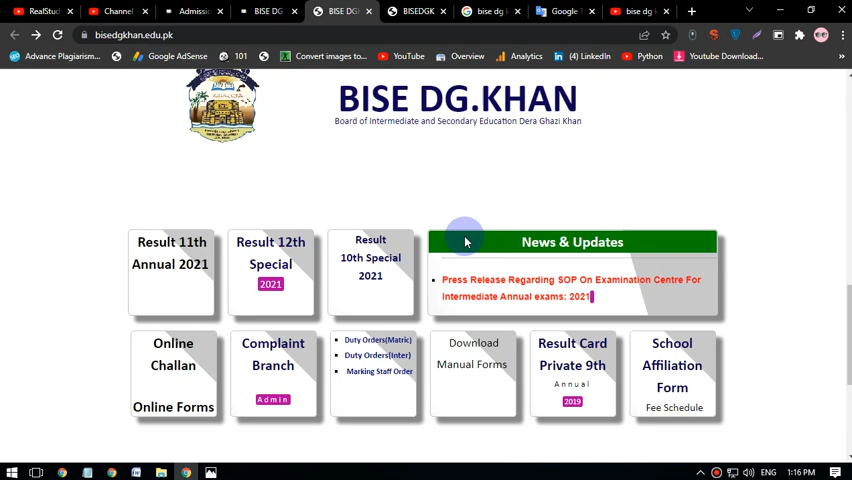 RealStud
Channel
Admissi
BISE DG
BISE DG
BISEDGK
bise dg k
Google T
bise dg
bisedgkhan.edu.pk
Advance Plagiarism...
Google AdSense
101
Convert images to...
YouTube
Overview
Analytics
(4) LinkedIn
Python
Youtube Download...
BISE DG.KHAN
Board of Intermediate and Secondary Education Dera Ghazi Khan
Result 11th
Annual 2021
Result 12th
Special
2021
Result
10th Special
2021
News & Updates
Press Release Regarding SOP On Examination Centre For
Intermediate Annual exams: 2021
Online
Challan
Online Forms
Complaint
Branch
Admin
Duty Orders(Matric)
Duty Orders(Inter)
Marking Staff Order
Download
Manual Forms
Result Card
Private 9th
Annual
2019
School
Affiliation
Form
Fee Schedule
ENG
1:16 PM